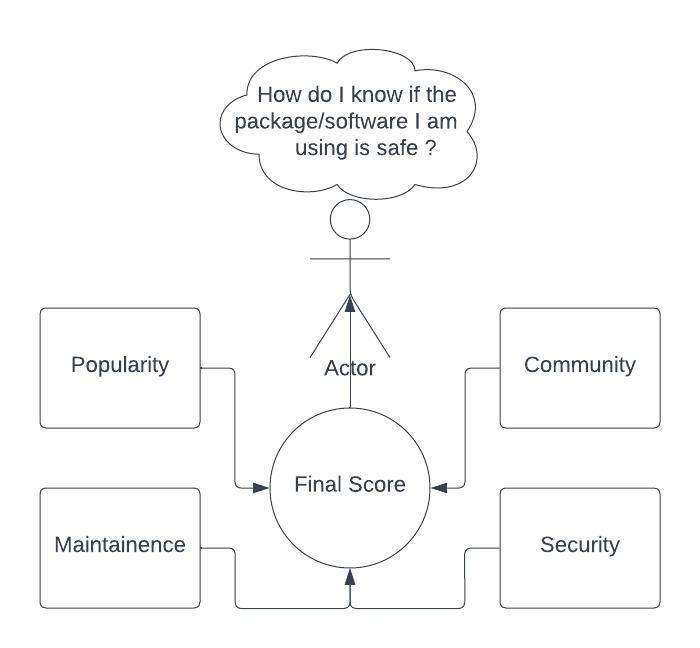 How do I know if the
package/software I am
using is safe ?
Popularity
Actor
Community
Final Score
Maintainence
Security